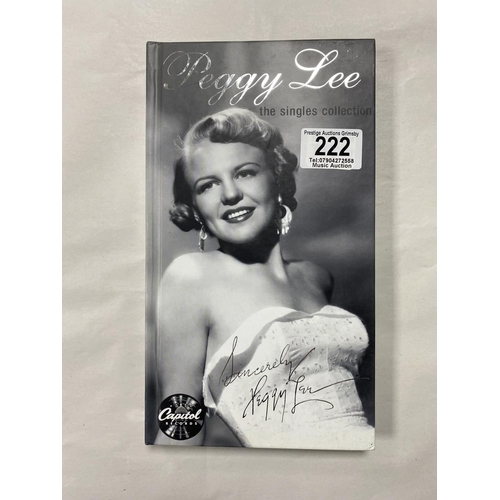 Peggy Lee
the singles collection
Prestige Auctions Grimsby
222
Tel:07904272588
Music Auction
Sincerely,
Peggy Lee
Capitol
RECORDS